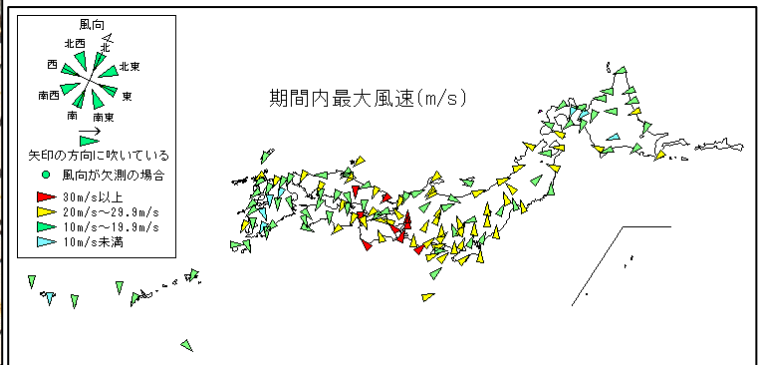 風向
北西
北
北東
西
東
南西
南
南東
矢印の方向に吹いている
風向が欠測の場合
30m/s以上
20m/s～29.9m/s
10m/s～19.9m/s
10m/s未満
期間内最大風速(m/s)